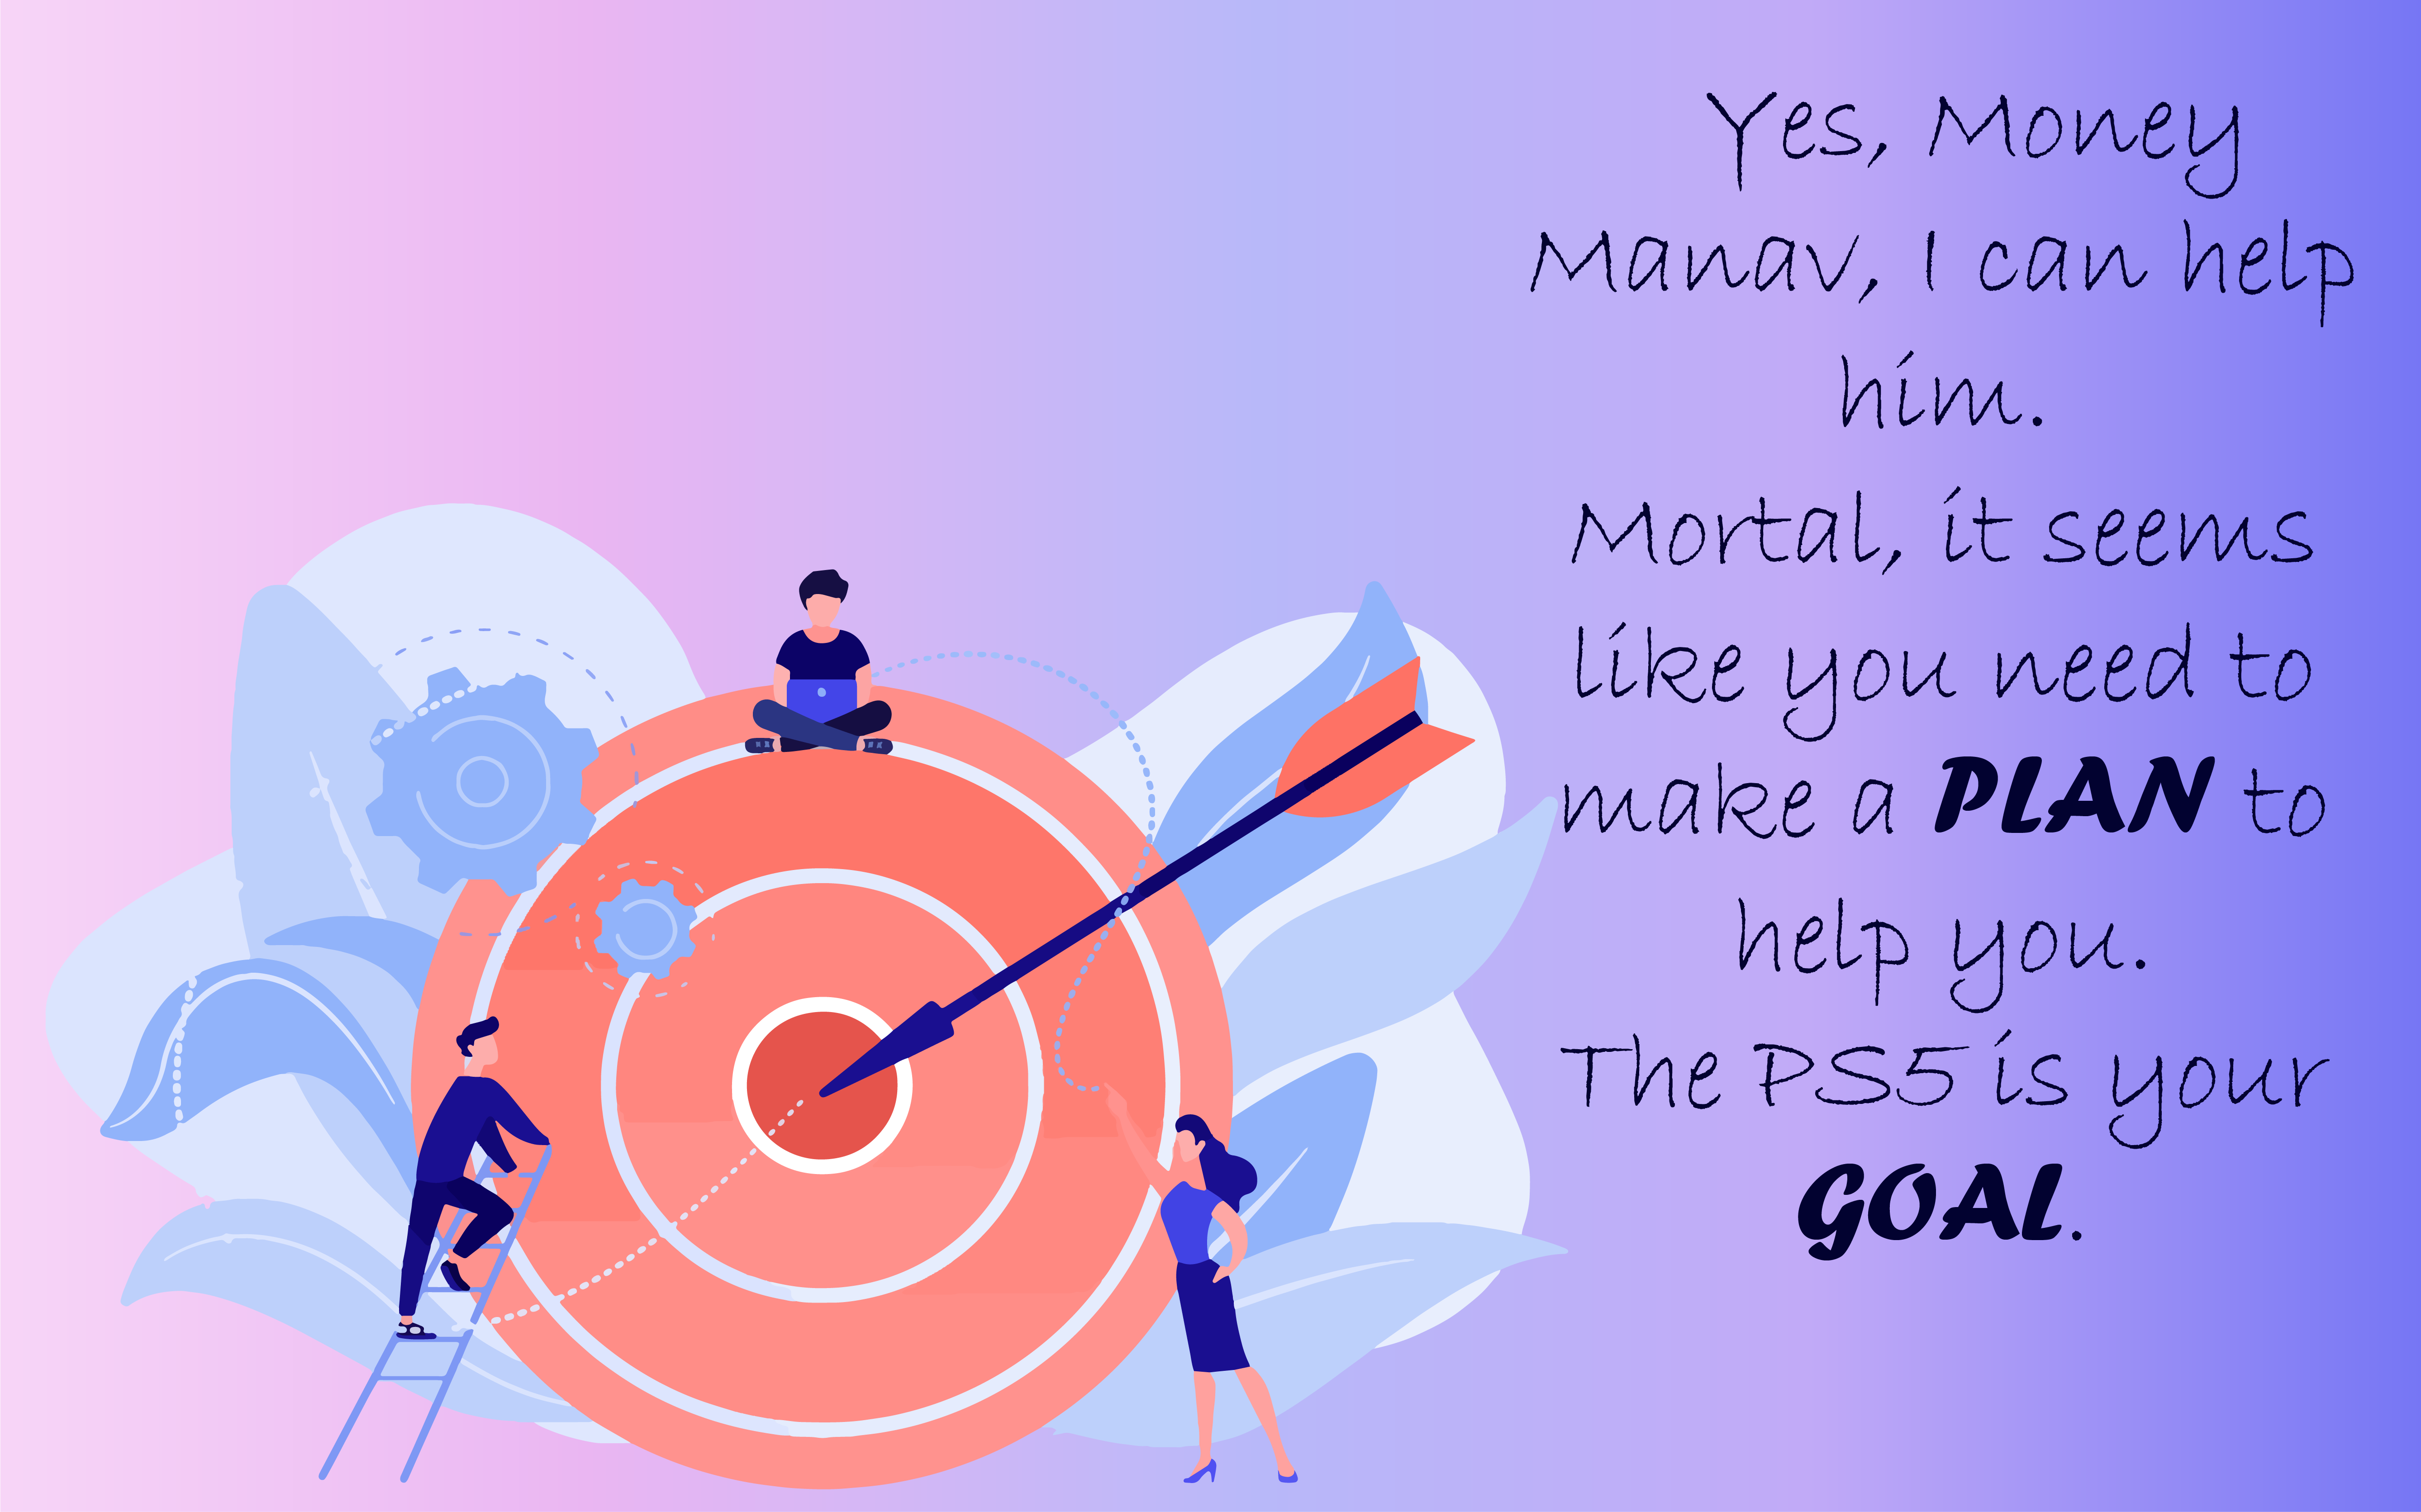 Yes, Money
Manav, I can help
him.
Mortal, it seems
like you need to
make a PLAN to
help you.
The PS5 is your
GOAL.